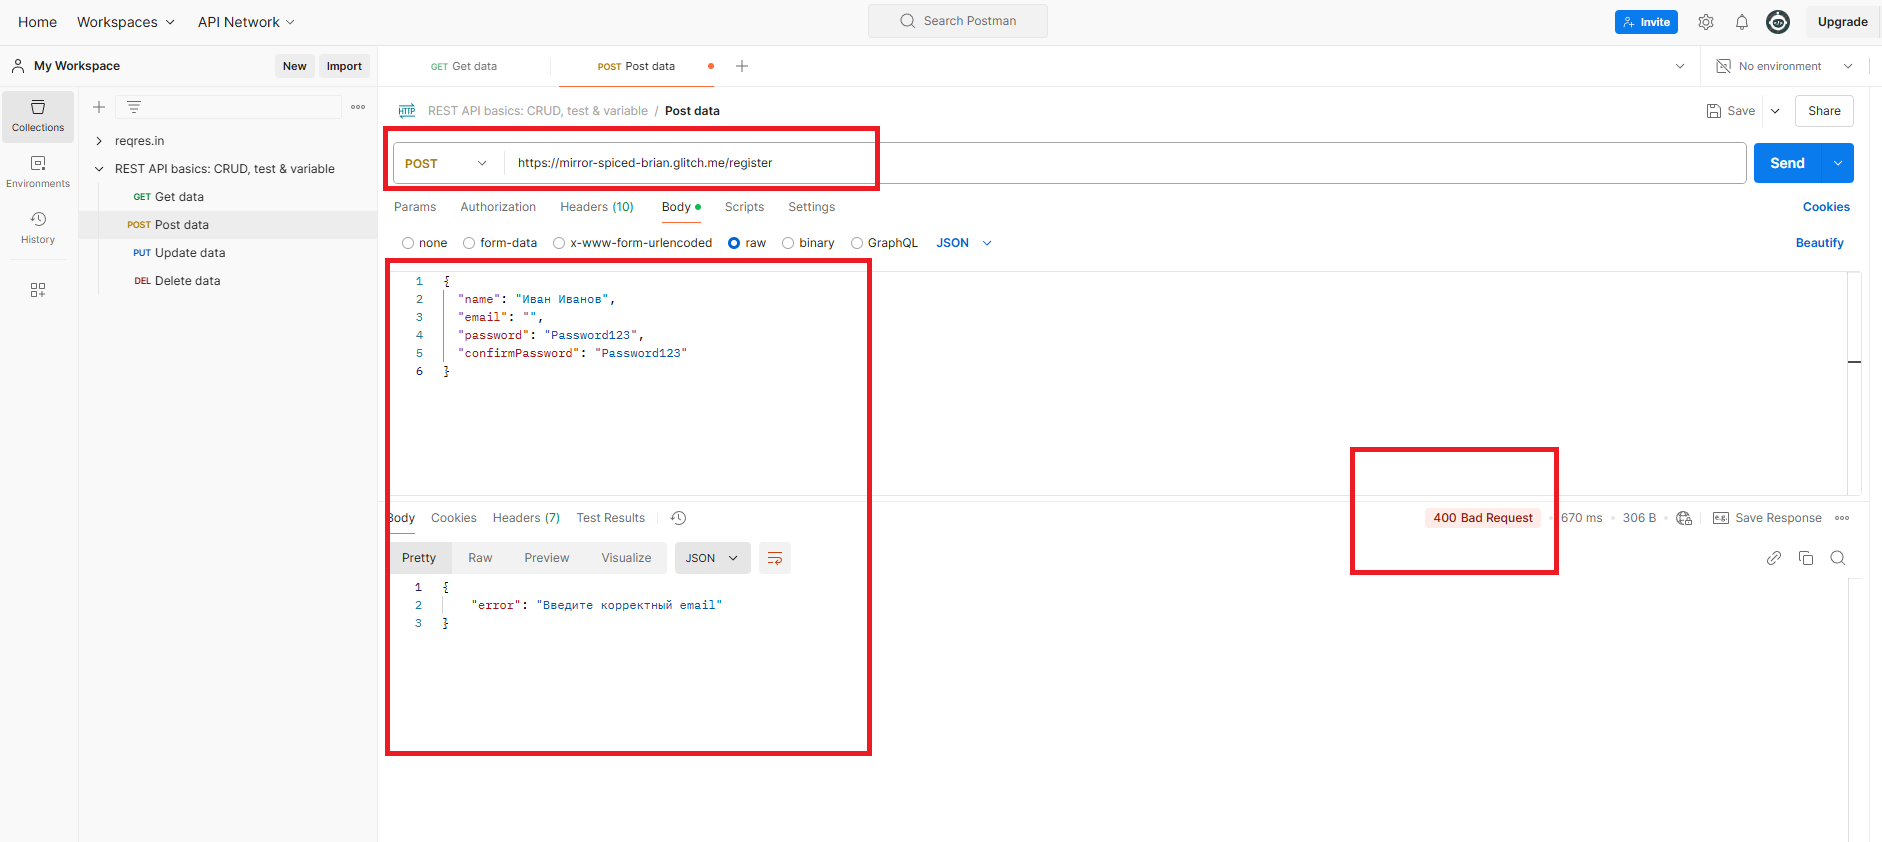 Home Workspaces API Network Search Postman Invite Upgrade
My Workspace New Import GET Get data POST Post data No environment
Collections
Environments
History
reqres.in
REST API basics: CRUD, test & variable
GET Get data
POST Post data
PUT Update data
DEL Delete data
HTTP REST API basics: CRUD, test & variable / Post data Save Share
POST https://mirror-spiced-brian.glitch.me/register Send
Params Authorization Headers (10) Body Scripts Settings Cookies
none form-data x-www-form-urlencoded raw binary GraphQL JSON Beautify
1 {
2 "name": "Иван Иванов",
3 "email": "",
4 "password": "Password123",
5 "confirmPassword": "Password123"
6 }
Body Cookies Headers (7) Test Results 400 Bad Request 670 ms 306 B e.g. Save Response
Pretty Raw Preview Visualize JSON
1 {
2 "error": "Введите корректный email"
3 }